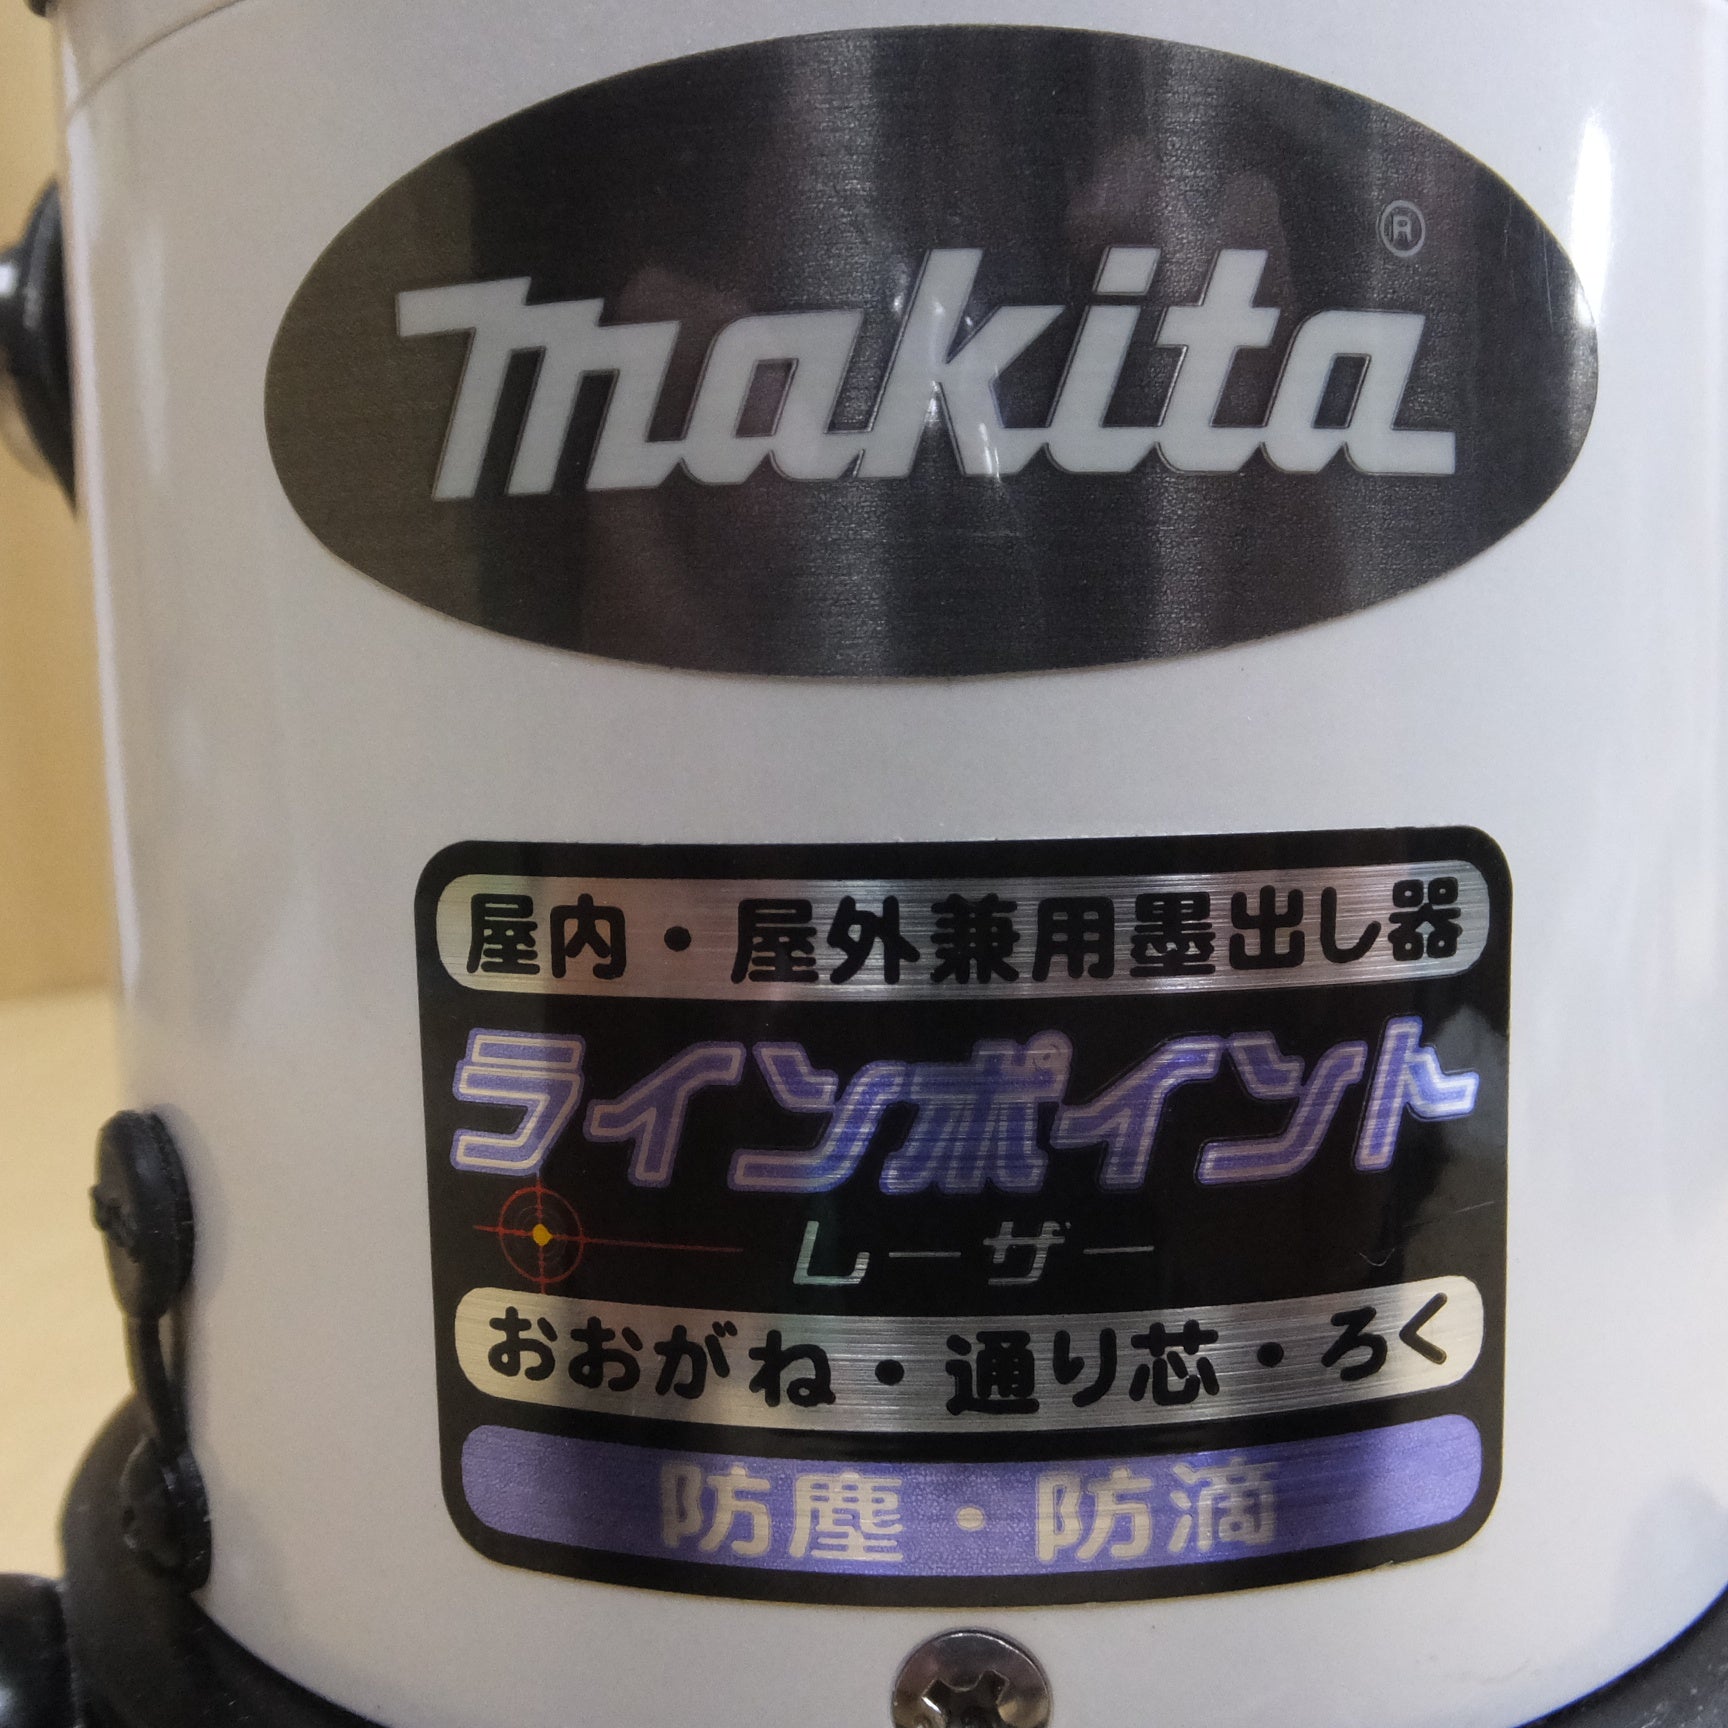 makita ®
屋内・屋外兼用墨出し器
ラインポイント
レーザー
おおがね・通り芯・ろく
防塵・防滴